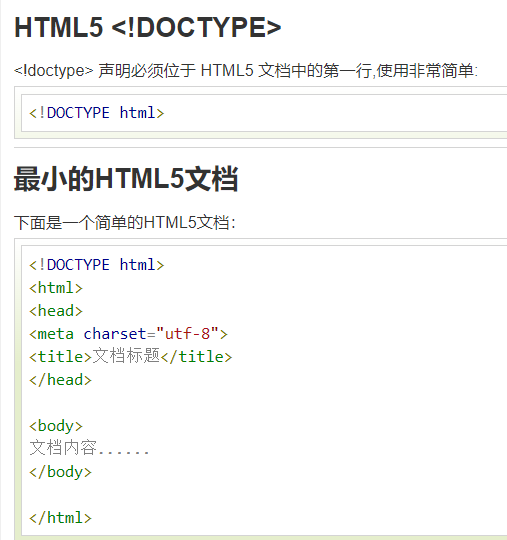 HTML5 <!DOCTYPE>
<!doctype> 声明必须位于 HTML5 文档中的第一行,使用非常简单:
<!DOCTYPE html>
最小的HTML5文档
下面是一个简单的HTML5文档：
<!DOCTYPE html>
<html>
<head>
<meta charset="utf-8">
<title>文档标题</title>
</head>
<body>
文档内容......
</body>
</html>